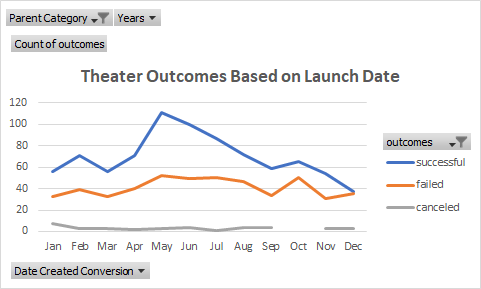 Parent Category Years
Count of outcomes
Theater Outcomes Based on Launch Date
120
100
80
60
40
20
0
Jan Feb Mar Apr May Jun Jul Aug Sep Oct Nov Dec
outcomes
successful
failed
canceled
Date Created Conversion